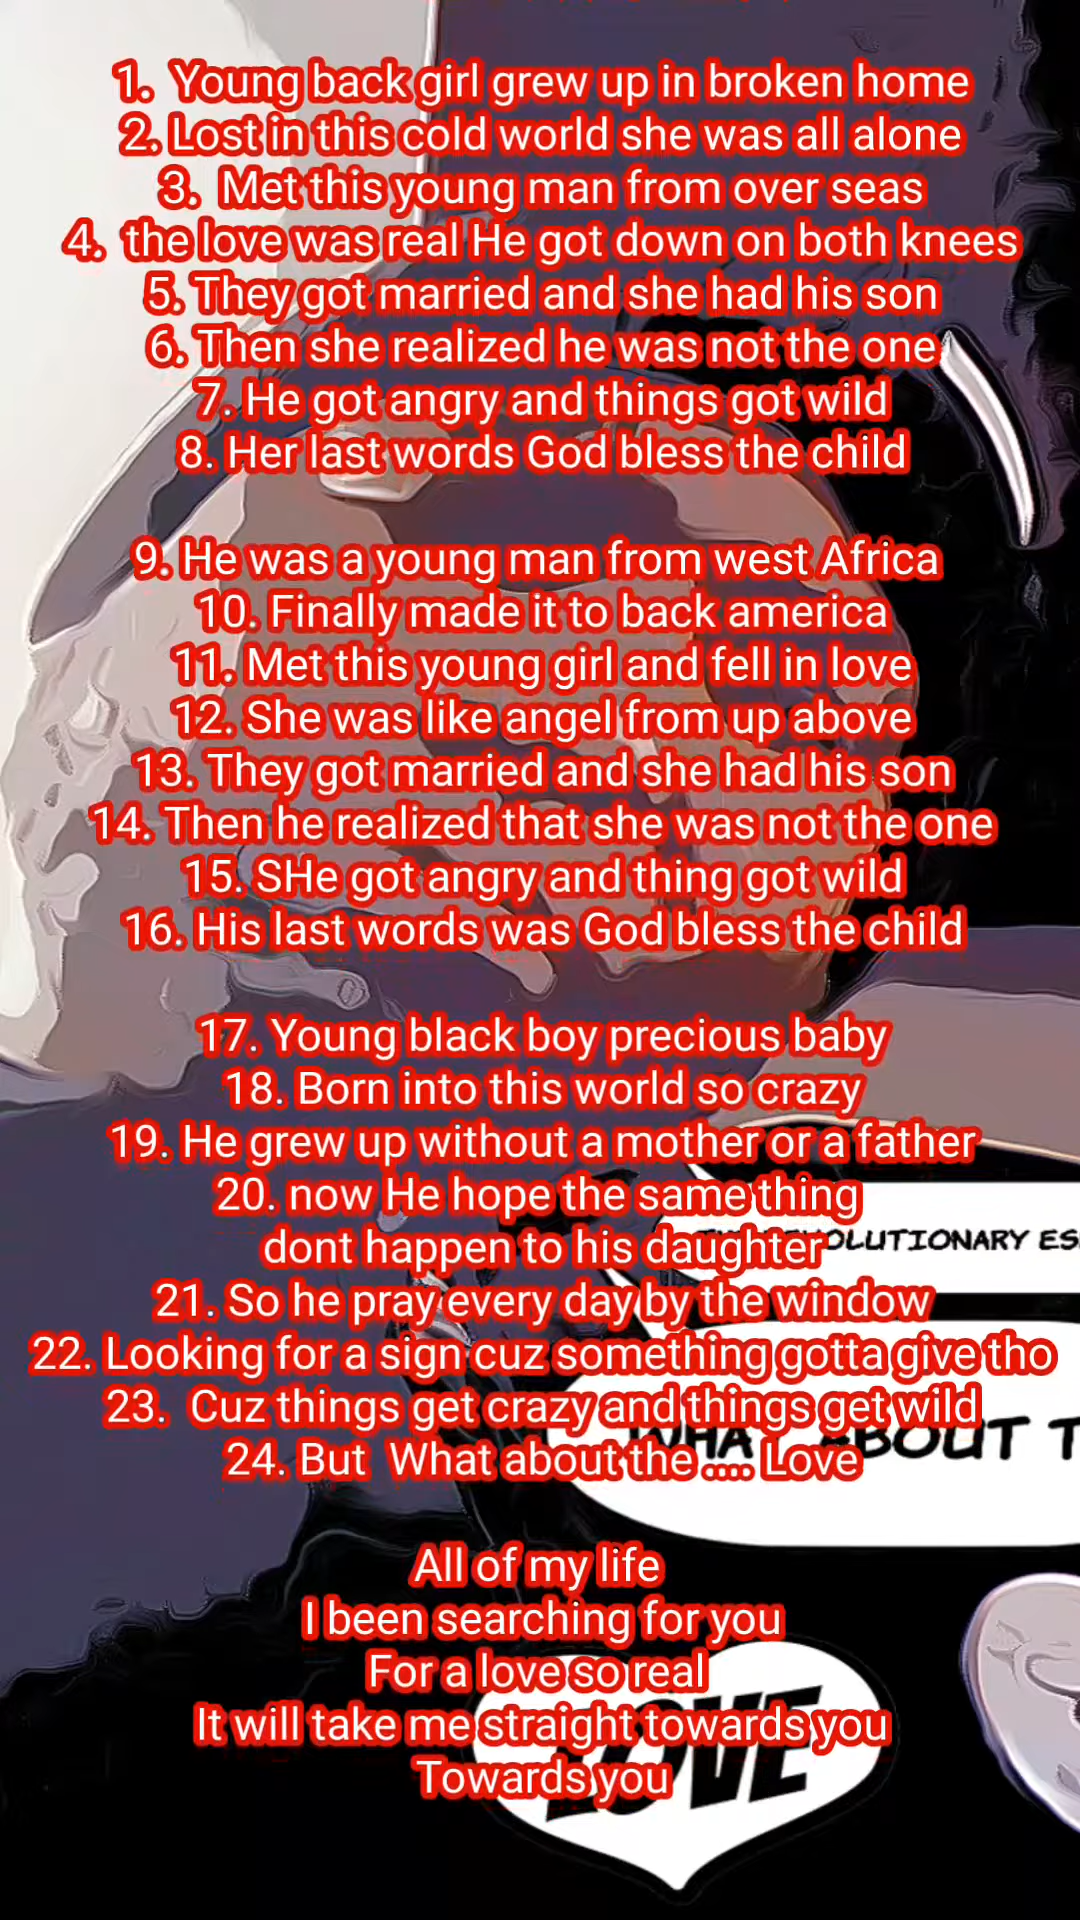 1. Young back girl grew up in broken home
2. Lost in this cold world she was all alone
3. Met this young man from over seas
4. the love was real He got down on both knees
5. They got married and she had his son
6. Then she realized he was not the one
7. He got angry and things got wild
8. Her last words God bless the child
9. He was a young man from west Africa
10. Finally made it to back america
11. Met this young girl and fell in love
12. She was like angel from up above
13. They got married and she had his son
14. Then he realized that she was not the one
15. SHe got angry and thing got wild
16. His last words was God bless the child
17. Young black boy precious baby
18. Born into this world so crazy
19. He grew up without a mother or a father
20. now He hope the same thing
dont happen to his daughter
OLUTIONARY ES
21. So he pray every day by the window
22. Looking for a sign cuz something gotta give tho
23. Cuz things get crazy and things get wild
WHA ABOUT T
24. But What about the .... Love
All of my life
I been searching for you
For a love so real
It will take me straight towards you
LOVE
Towards you